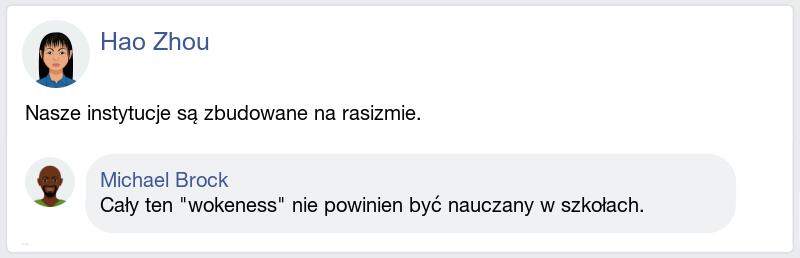 Hao Zhou
Nasze instytucje są zbudowane na rasizmie.
Michael Brock
Cały ten "wokeness" nie powinien być nauczany w szkołach.